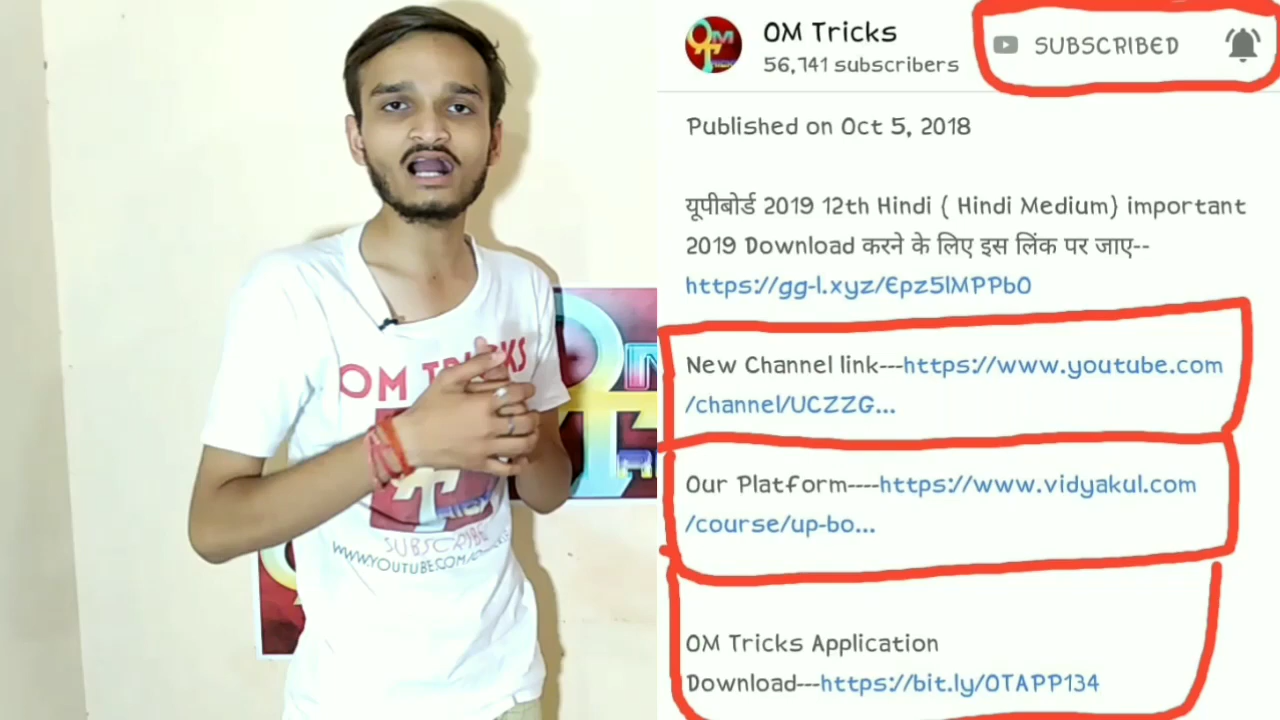 OM TRICKS
SUBSCRIBE
OM Tricks
56,741 subscribers
SUBSCRIBED
Published on Oct 5, 2018
यूपीबोर्ड 2019 12th Hindi ( Hindi Medium) important
2019 Download करने के लिए इस लिंक पर जाए--
https://gg-l.xyz/Epz5lMPPb0
New Channel link---https://www.youtube.com
/channel/UCZZG...
Our Platform----https://www.vidyakul.com
/course/up-bo...
OM Tricks Application
Download---https://bit.ly/OTAPP134